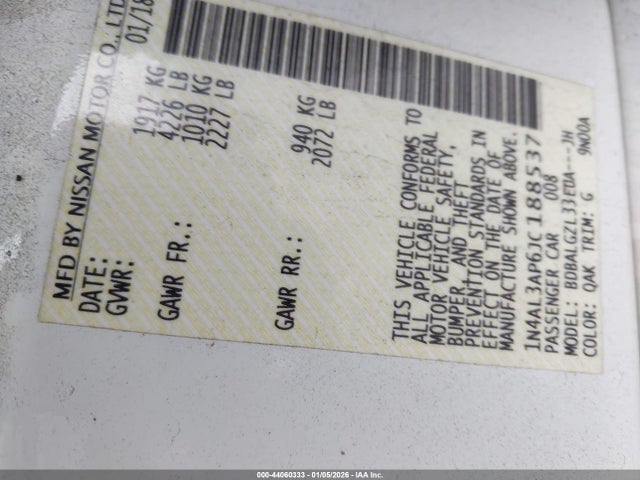 MFD BY NISSAN MOTOR CO., LTD
DATE: 01/18
GVWR: 1917 KG
4226 LB
GAWR FR.: 1010 KG
2227 LB
GAWR RR.: 940 KG
2072 LB
THIS VEHICLE CONFORMS TO
ALL APPLICABLE FEDERAL
MOTOR VEHICLE SAFETY,
BUMPER, AND THEFT
PREVENTION STANDARDS IN
EFFECT ON THE DATE OF
MANUFACTURE SHOWN ABOVE.
1N4AL3AP6JC188537
PASSENGER CAR 008
MODEL: BDBALGZL33EDA---JH
COLOR: QAK TRIM: G 9N00A
000-44060333 - 01/05/2026 - IAA Inc.